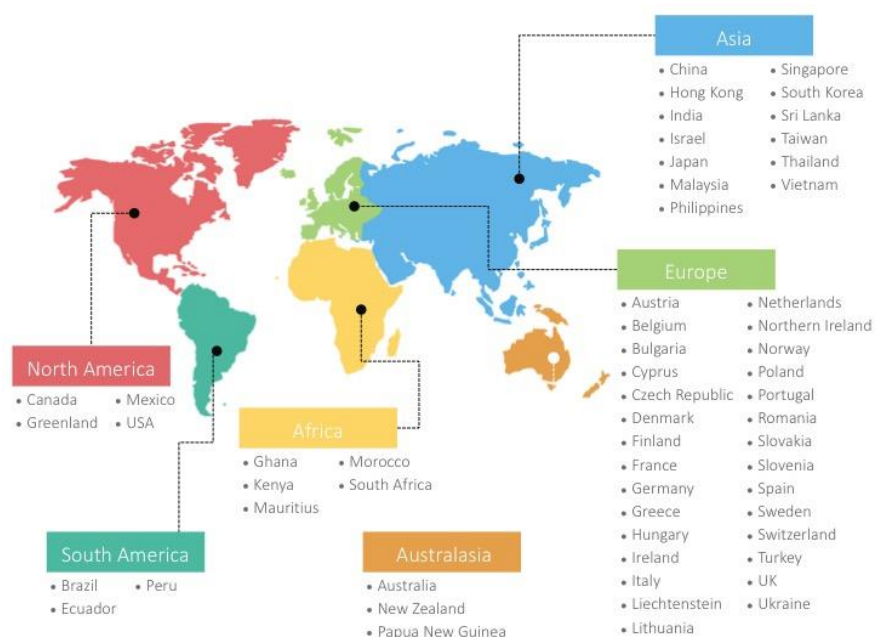 Asia
• China
• Hong Kong
• India
• Israel
• Japan
• Malaysia
• Philippines
• Singapore
• South Korea
• Sri Lanka
• Taiwan
• Thailand
• Vietnam
Europe
• Austria
• Belgium
• Bulgaria
• Cyprus
• Czech Republic
• Denmark
• Finland
• France
• Germany
• Greece
• Hungary
• Ireland
• Italy
• Liechtenstein
• Lithuania
• Netherlands
• Northern Ireland
• Norway
• Poland
• Portugal
• Romania
• Slovakia
• Slovenia
• Spain
• Sweden
• Switzerland
• Turkey
• UK
• Ukraine
North America
• Canada
• Greenland
• Mexico
• USA
Africa
• Ghana
• Kenya
• Mauritius
• Morocco
• South Africa
South America
• Brazil
• Ecuador
• Peru
Australasia
• Australia
• New Zealand
• Papua New Guinea